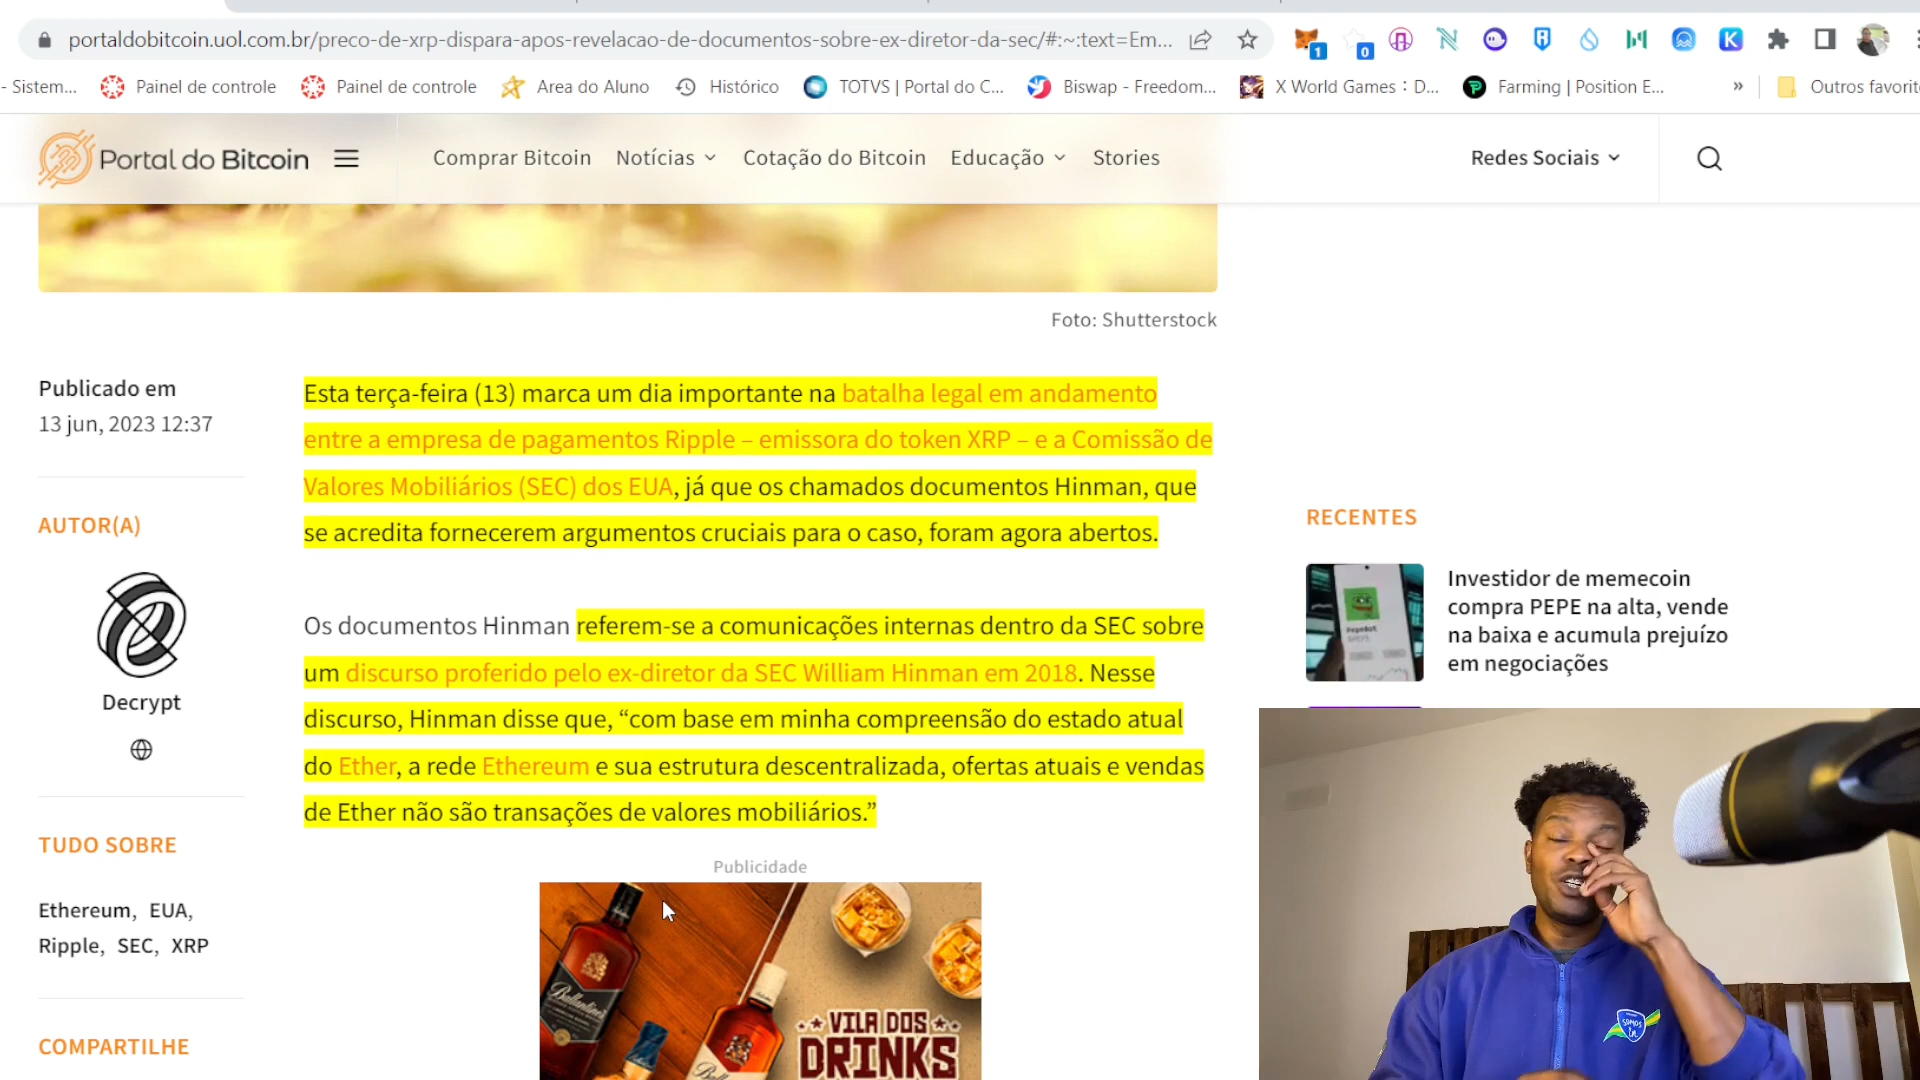 portaldobitcoin.uol.com.br/preco-de-xrp-dispara-apos-revelacao-de-documentos-sobre-ex-diretor-da-sec/#:~:text=Em...
1
0
- Sistem...
Painel de controle
Painel de controle
Area do Aluno
Histórico
TOTVS | Portal do C...
Biswap - Freedom...
X World Games : D...
Farming | Position E...
»
Outros favorit
Portal do Bitcoin
Comprar Bitcoin
Notícias
Cotação do Bitcoin
Educação
Stories
Redes Sociais
Foto: Shutterstock
Publicado em
13 jun, 2023 12:37
AUTOR(A)
Decrypt
TUDO SOBRE
Ethereum, EUA,
Ripple, SEC, XRP
COMPARTILHE
Esta terça-feira (13) marca um dia importante na batalha legal em andamento
entre a empresa de pagamentos Ripple – emissora do token XRP – e a Comissão de
Valores Mobiliários (SEC) dos EUA, já que os chamados documentos Hinman, que
se acredita fornecerem argumentos cruciais para o caso, foram agora abertos.
Os documentos Hinman referem-se a comunicações internas dentro da SEC sobre
um discurso proferido pelo ex-diretor da SEC William Hinman em 2018. Nesse
discurso, Hinman disse que, “com base em minha compreensão do estado atual
do Ether, a rede Ethereum e sua estrutura descentralizada, ofertas atuais e vendas
de Ether não são transações de valores mobiliários.”
Publicidade
Ballantine's
VILA DOS
DRINKS
RECENTES
Investidor de memecoin
compra PEPE na alta, vende
na baixa e acumula prejuízo
em negociações
SOMOS